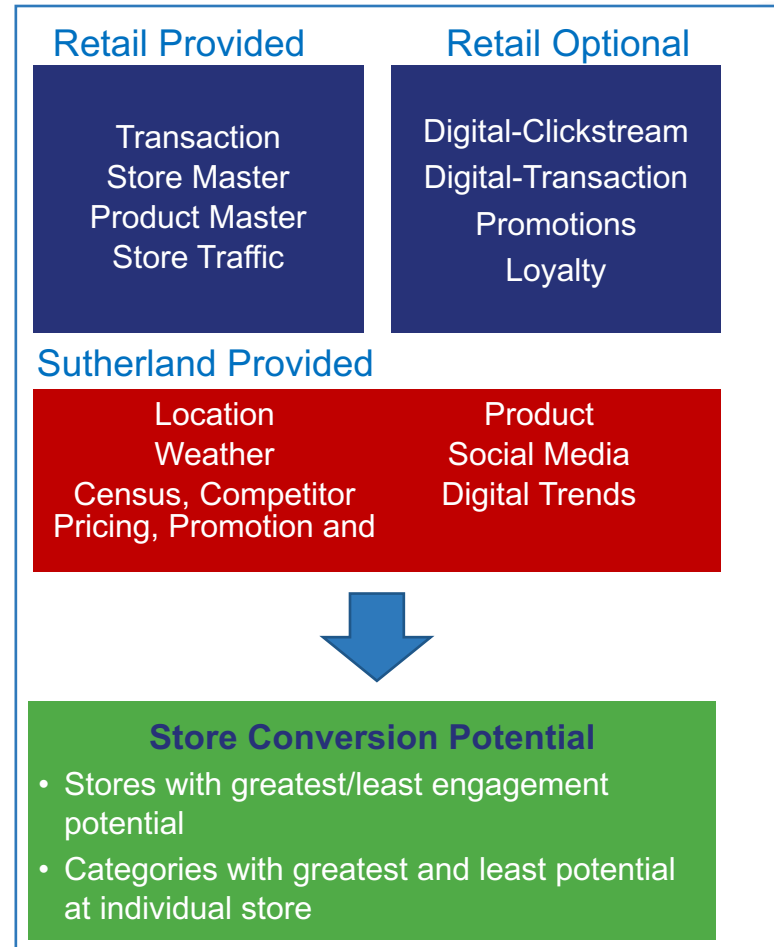 Retail Provided
Transaction
Store Master
Product Master
Store Traffic
Retail Optional
Digital-Clickstream
Digital-Transaction
Promotions
Loyalty
Sutherland Provided
Location
Weather
Census, Competitor
Pricing, Promotion and
Product
Social Media
Digital Trends
Store Conversion Potential
• Stores with greatest/least engagement
potential
• Categories with greatest and least potential
at individual store